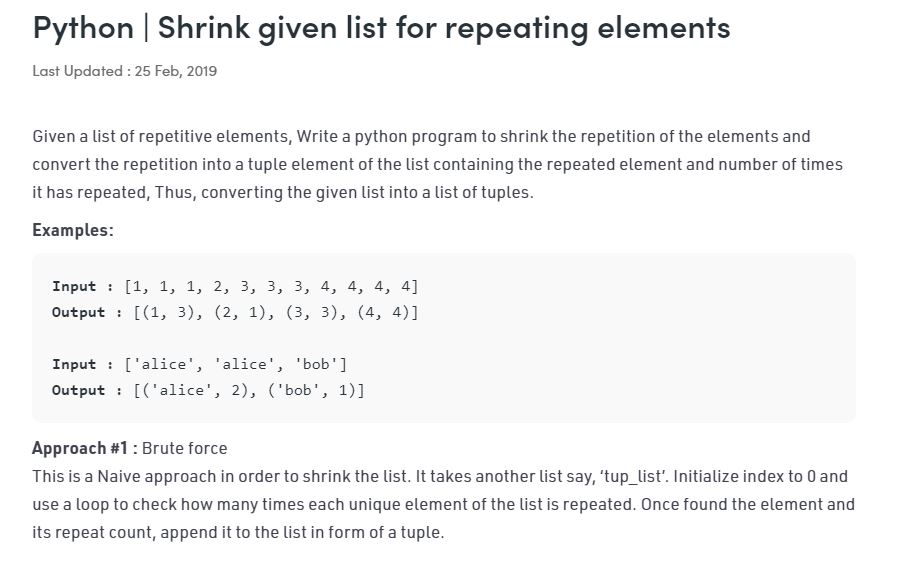 Python | Shrink given list for repeating elements
Last Updated : 25 Feb, 2019
Given a list of repetitive elements, Write a python program to shrink the repetition of the elements and
convert the repetition into a tuple element of the list containing the repeated element and number of times
it has repeated, Thus, converting the given list into a list of tuples.
Examples:
Input : [1, 1, 1, 2, 3, 3, 3, 4, 4, 4, 4]
Output : [(1, 3), (2, 1), (3, 3), (4, 4)]
Input : ['alice', 'alice', 'bob']
Output : [('alice', 2), ('bob', 1)]
Approach #1 : Brute force
This is a Naive approach in order to shrink the list. It takes another list say, ‘tup_list’. Initialize index to 0 and
use a loop to check how many times each unique element of the list is repeated. Once found the element and
its repeat count, append it to the list in form of a tuple.